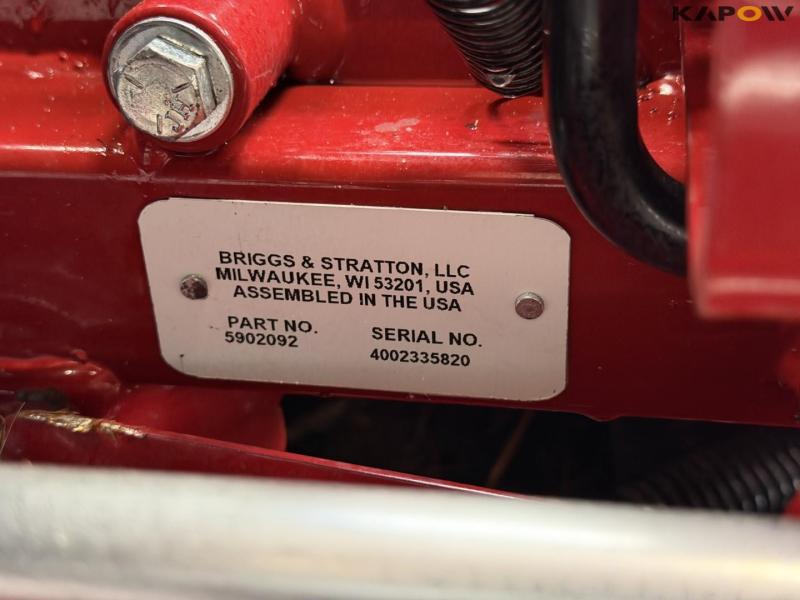 KAPOW
BRIGGS & STRATTON, LLC
MILWAUKEE, WI 53201, USA
ASSEMBLED IN THE USA
PART NO. SERIAL NO.
5902092 4002335820